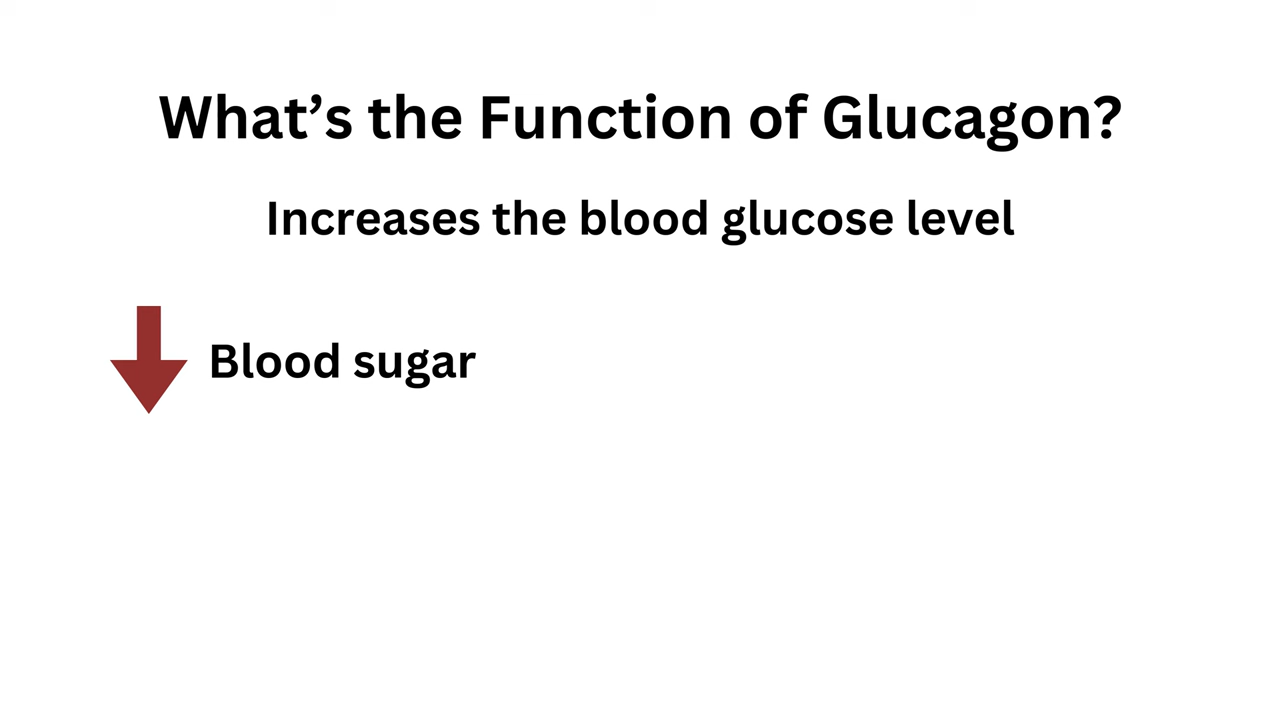 What’s the Function of Glucagon?
Increases the blood glucose level
Blood sugar